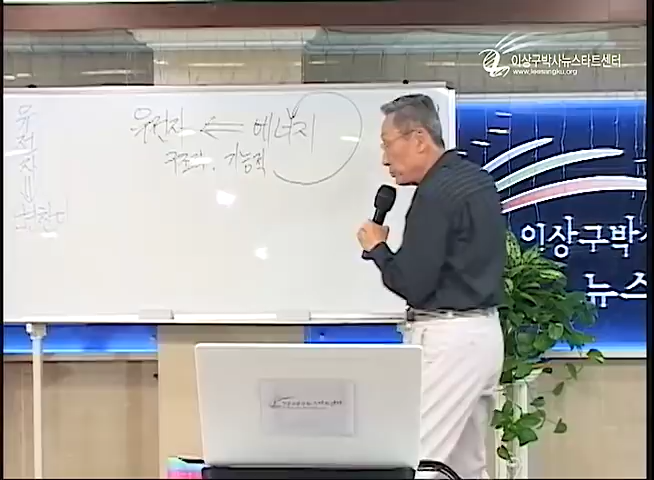 이상구박사뉴스타트센터
www.leesangku.org
유전자 ⇐ 에너지
구조적, 기능적
유전자
이상구박
뉴스